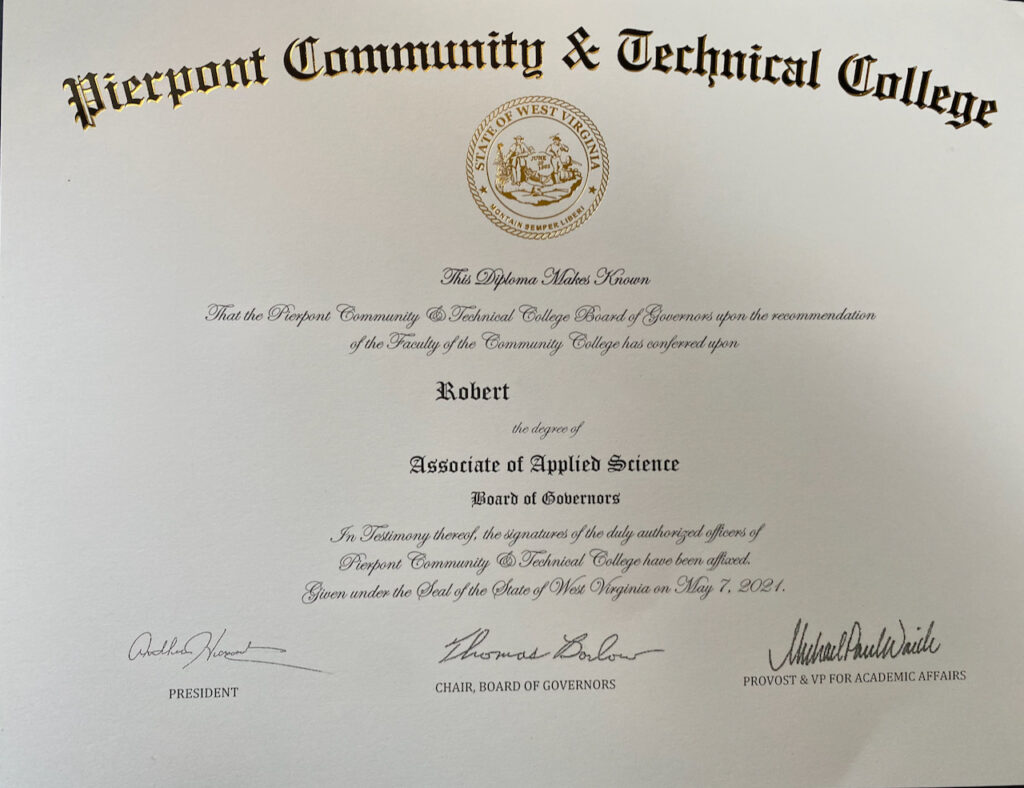 Pierpont Community & Technical College
STATE OF WEST VIRGINIA
MONTAIN SEMPER LIBERI
This Diploma Makes Known
That the Pierpont Community & Technical College Board of Governors upon the recommendation
of the Faculty of the Community College has conferred upon
Robert
the degree of
Associate of Applied Science
Board of Governors
In Testimony thereof, the signatures of the duly authorized officers of
Pierpont Community & Technical College have been affixed.
Given under the Seal of the State of West Virginia on May 7, 2021.
Thomas Barlow
Michael Paul Waide
PRESIDENT
CHAIR, BOARD OF GOVERNORS
PROVOST & VP FOR ACADEMIC AFFAIRS